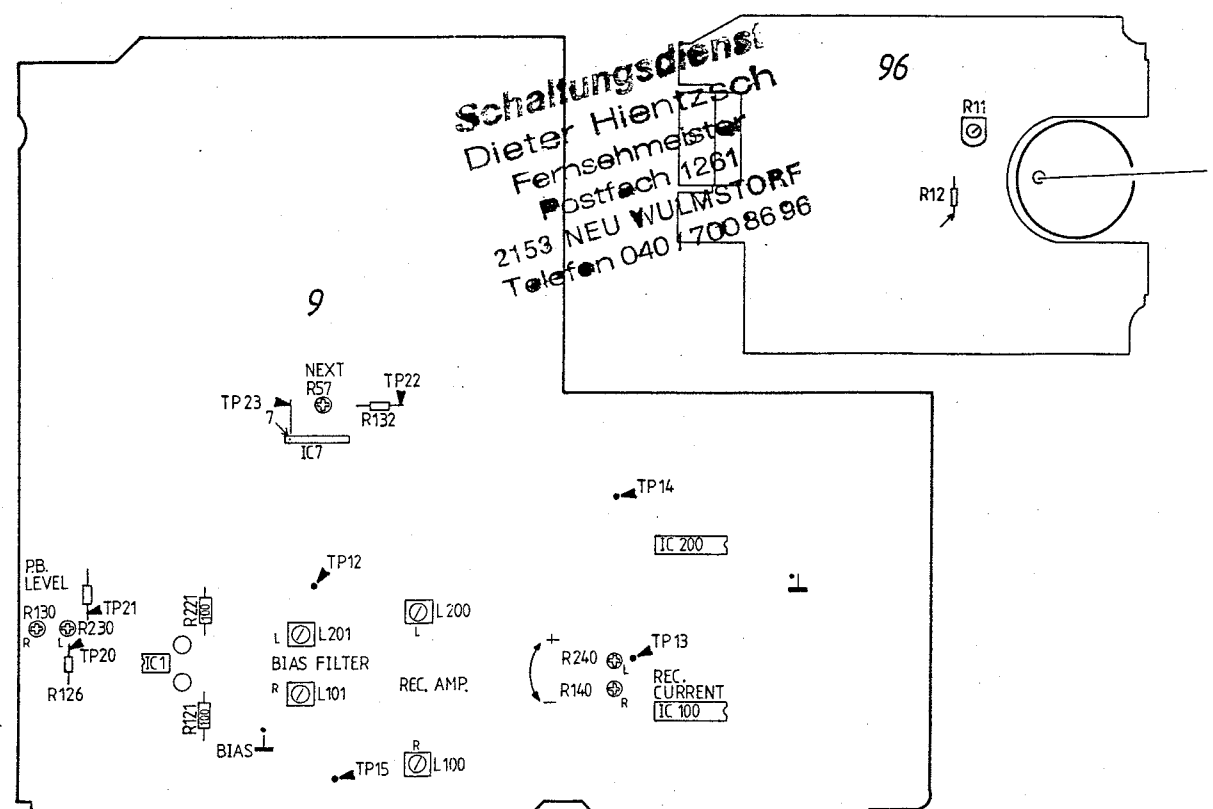 Schaltungsdienst
Dieter Hientzsch
Fernsehmeister
Postfach 1261
2153 NEU WULMSTORF
Telefon 040 / 700 86 96
96
R11
R12
9
NEXT
R57
TP22
TP23
R132
7
IC7
TP14
IC 200
TP12
P.B.
LEVEL
TP21
R130
R230
R
L
TP20
R126
R221
100
IC1
L
L201
BIAS FILTER
R
L101
L200
L
REC. AMP.
+
−
R240
L
TP13
R140
R
REC.
CURRENT
IC 100
R121
100
BIAS
TP15
R
L100